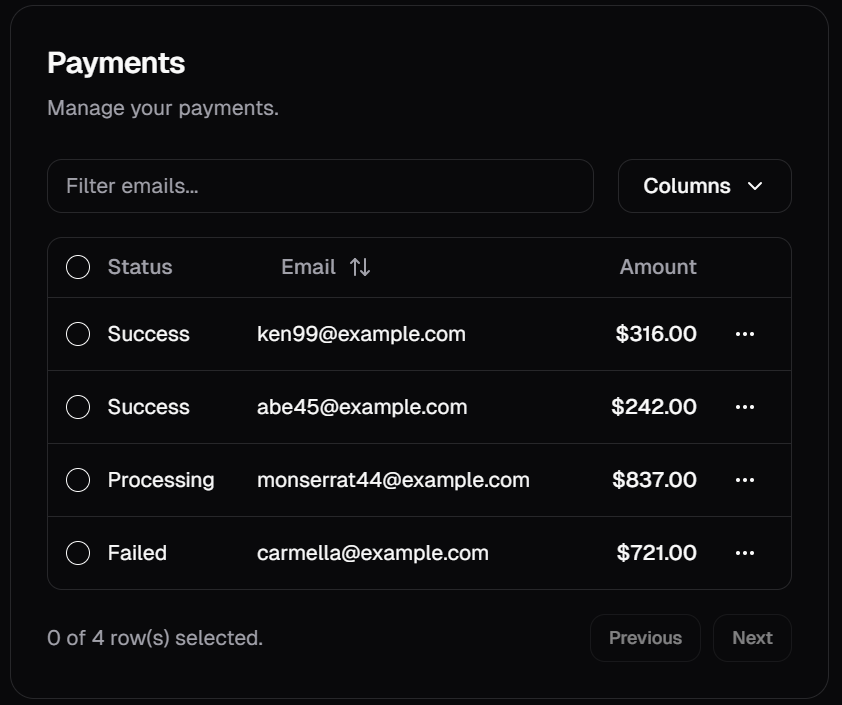 Payments
Manage your payments.
Filter emails...
Columns
Status Email Amount
Success ken99@example.com $316.00
Success abe45@example.com $242.00
Processing monserrat44@example.com $837.00
Failed carmella@example.com $721.00
0 of 4 row(s) selected.
Previous Next